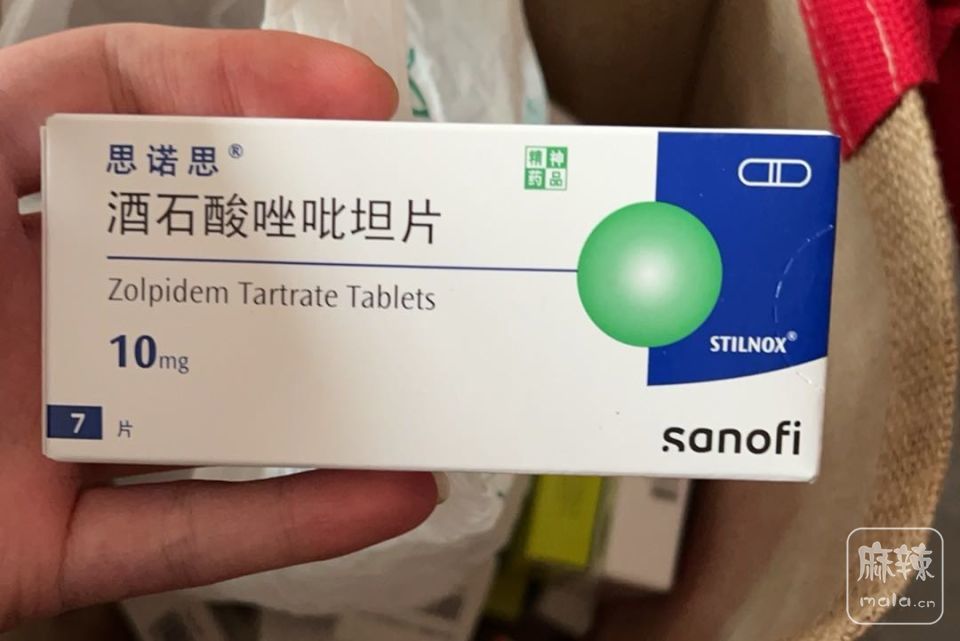 思诺思®
精神
药品
酒石酸唑吡坦片
Zolpidem Tartrate Tablets
10mg
STILNOX®
7 片
sanofi
麻辣
mala.cn